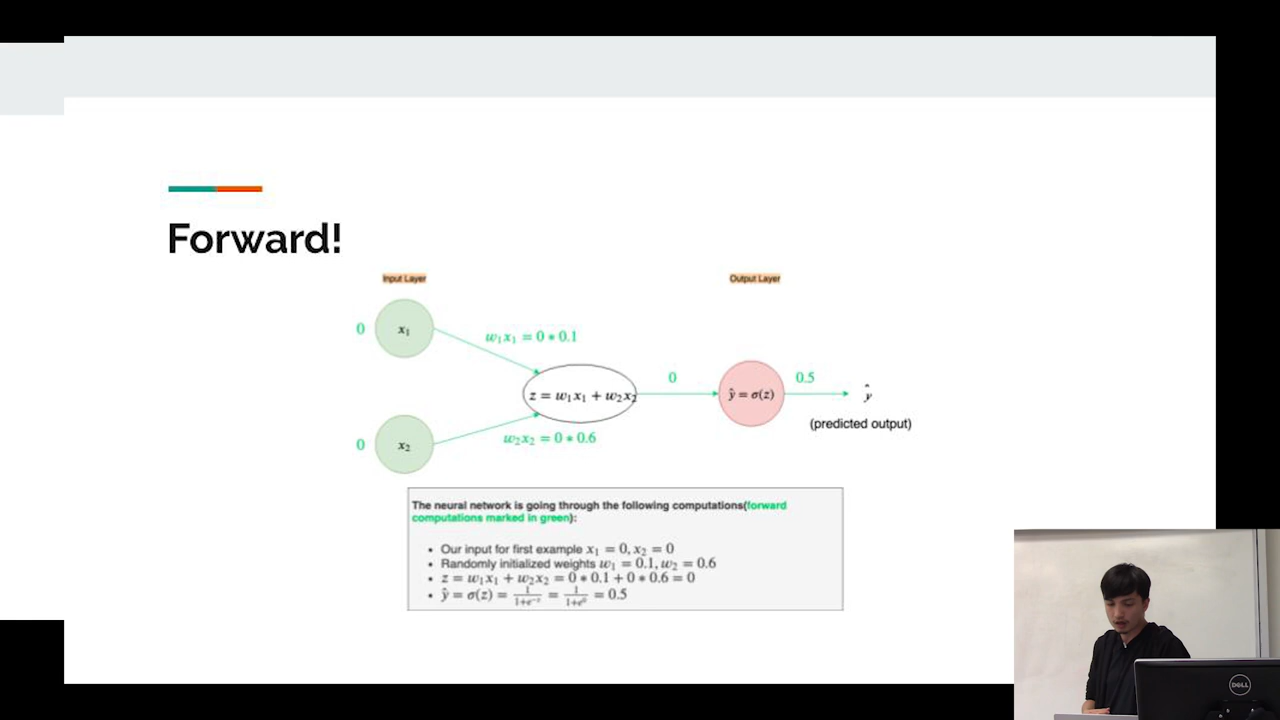 Forward!
Input Layer
Output Layer
0
x₁
w₁x₁ = 0 * 0.1
z = w₁x₁ + w₂x₂
0
ŷ = σ(z)
0.5
ŷ
(predicted output)
0
x₂
w₂x₂ = 0 * 0.6
The neural network is going through the following computations(forward
computations marked in green):
• Our input for first example x₁ = 0, x₂ = 0
• Randomly initialized weights w₁ = 0.1, w₂ = 0.6
• z = w₁x₁ + w₂x₂ = 0 * 0.1 + 0 * 0.6 = 0
• ŷ = σ(z) = 1/(1+e⁻ᶻ) = 1/(1+e⁰) = 0.5
DELL